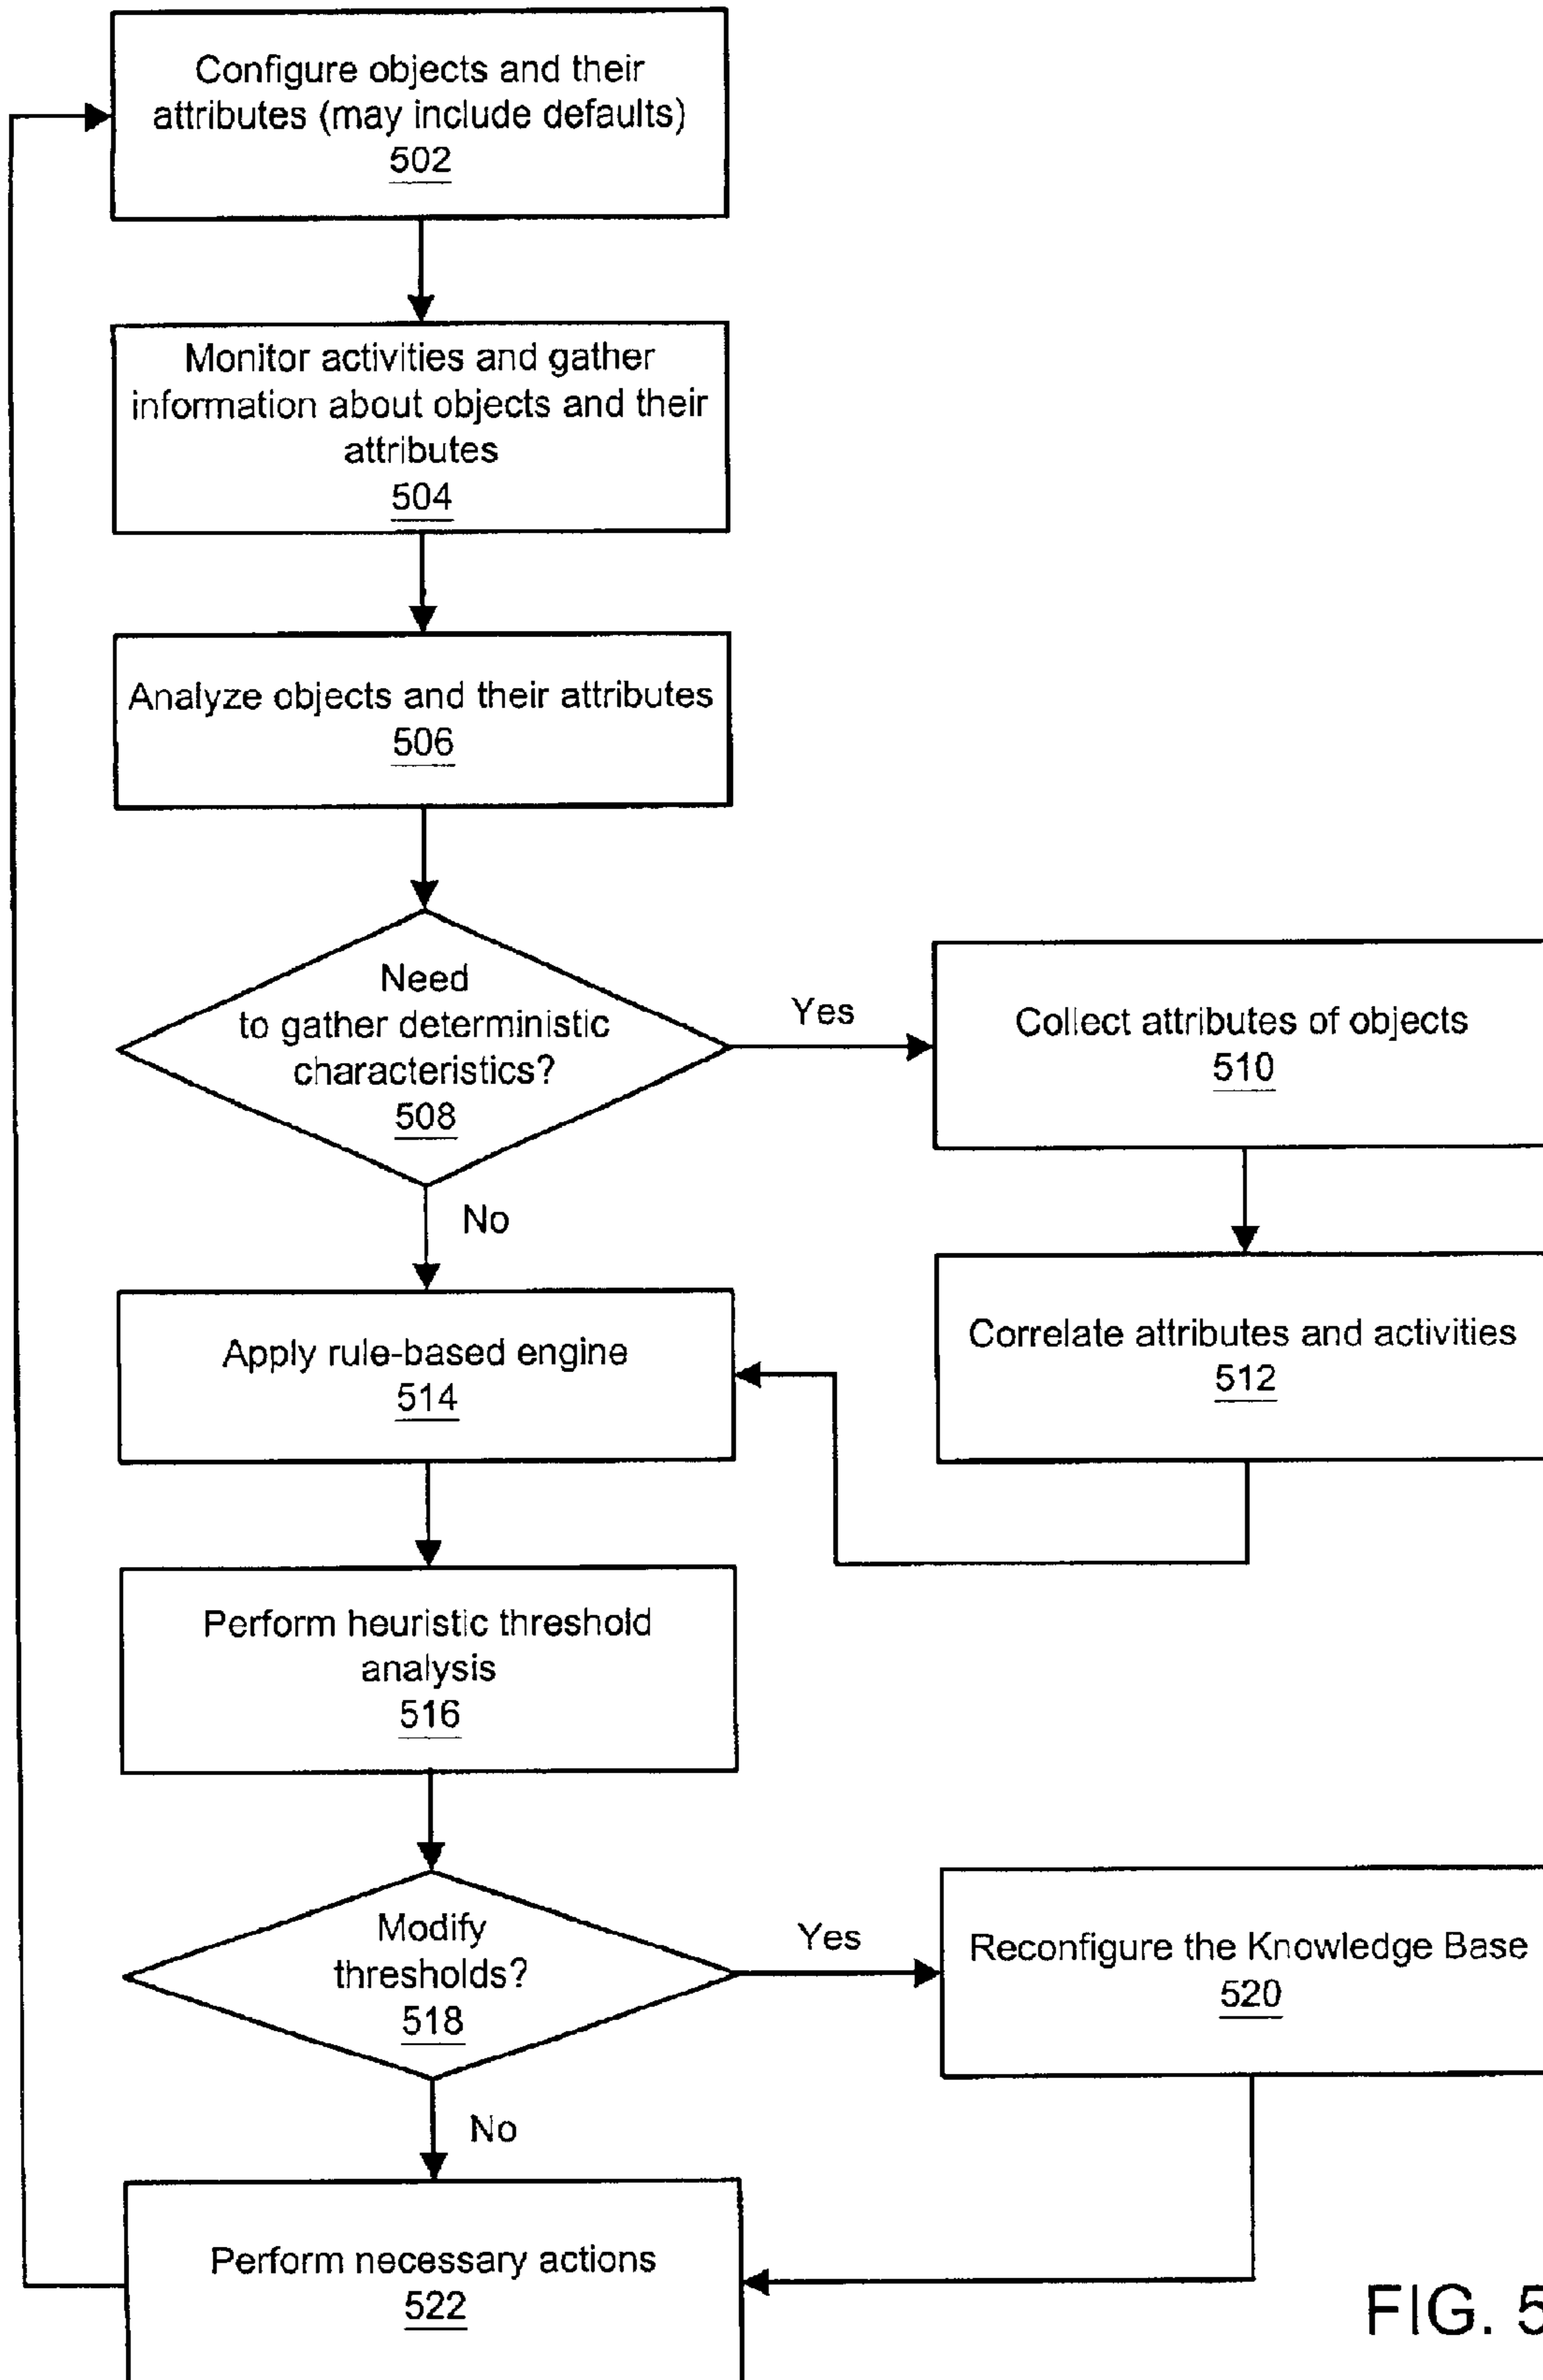 Configure objects and their
attributes (may include defaults)
502
Monitor activities and gather
information about objects and their
attributes
504
Analyze objects and their attributes
506
Need
to gather deterministic
characteristics?
508
Yes
Collect attributes of objects
510
No
Correlate attributes and activities
512
Apply rule-based engine
514
Perform heuristic threshold
analysis
516
Modify
thresholds?
518
Yes
Reconfigure the Knowledge Base
520
No
Perform necessary actions
522
FIG. 5